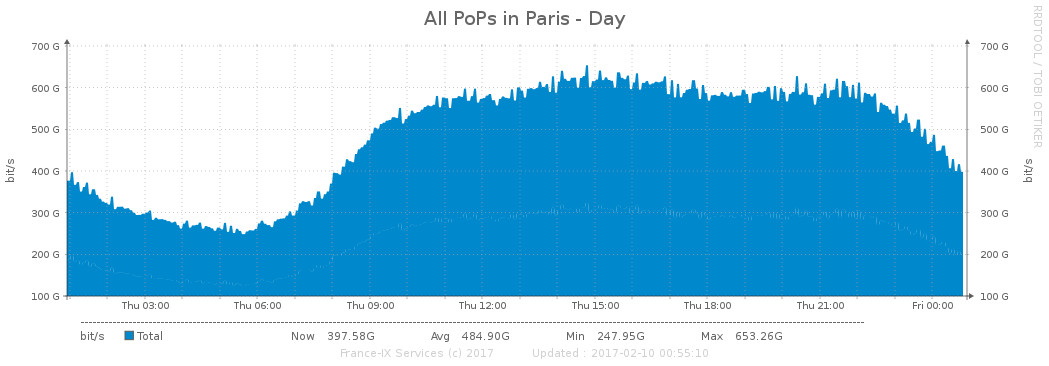 All PoPs in Paris - Day
RRDTOOL / TOBI OETIKER
700 G 700 G
600 G 600 G
500 G 500 G
400 G 400 G
300 G 300 G
200 G 200 G
100 G 100 G
bit/s bit/s
Thu 03:00 Thu 06:00 Thu 09:00 Thu 12:00 Thu 15:00 Thu 18:00 Thu 21:00 Fri 00:00
bit/s Total Now 397.58G Avg 484.90G Min 247.95G Max 653.26G
France-IX Services (c) 2017 Updated : 2017-02-10 00:55:10